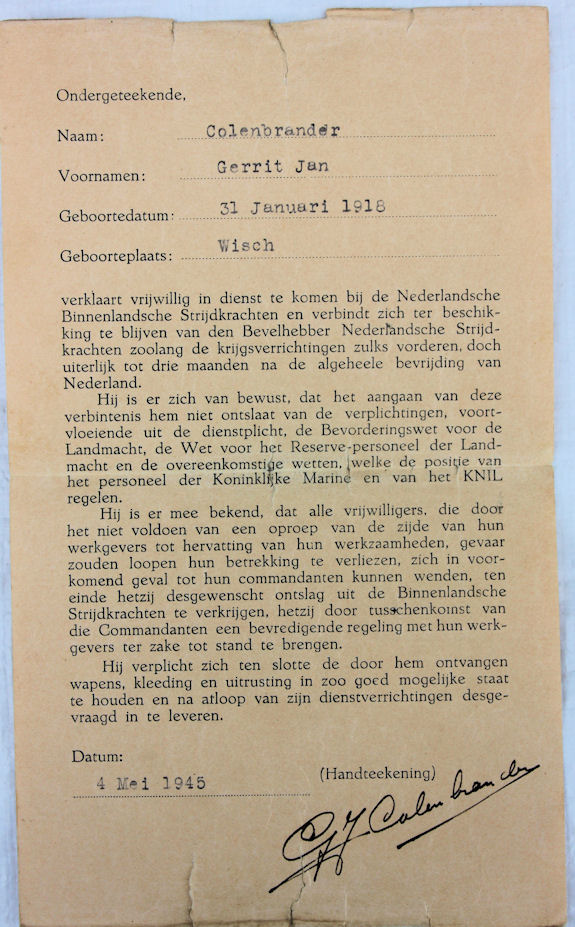 Ondergeteekende,
Naam: Colenbrander
Voornamen: Gerrit Jan
Geboortedatum: 31 Januari 1918
Geboorteplaats: Wisch
verklaart vrijwillig in dienst te komen bij de Nederlandsche
Binnenlandsche Strijdkrachten en verbindt zich ter beschik-
king te blijven van den Bevelhebber Nederlandsche Strijd-
krachten zoolang de krijgsverrichtingen zulks vorderen, doch
uiterlijk tot drie maanden na de algeheele bevrijding van
Nederland.
Hij is er zich van bewust, dat het aangaan van deze
verbintenis hem niet ontslaat van de verplichtingen, voort-
vloeiende uit de dienstplicht, de Bevorderingswet voor de
Landmacht, de Wet voor het Reserve-personeel der Land-
macht en de overeenkomstige wetten, welke de positie van
het personeel der Koninklijke Marine en van het KNIL
regelen.
Hij is er mee bekend, dat alle vrijwilligers, die door
het niet voldoen van een oproep van de zijde van hun
werkgevers tot hervatting van hun werkzaamheden, gevaar
zouden loopen hun betrekking te verliezen, zich in voor-
komend geval tot hun commandanten kunnen wenden, ten
einde hetzij desgewenscht ontslag uit de Binnenlandsche
Strijdkrachten te verkrijgen, hetzij door tusschenkomst van
die Commandanten een bevredigende regeling met hun werk-
gevers ter zake tot stand te brengen.
Hij verplicht zich ten slotte de door hem ontvangen
wapens, kleeding en uitrusting in zoo goed mogelijke staat
te houden en na afloop van zijn dienstverrichtingen desge-
vraagd in te leveren.
Datum:
4 Mei 1945
(Handteekening)
GJ Colenbrander